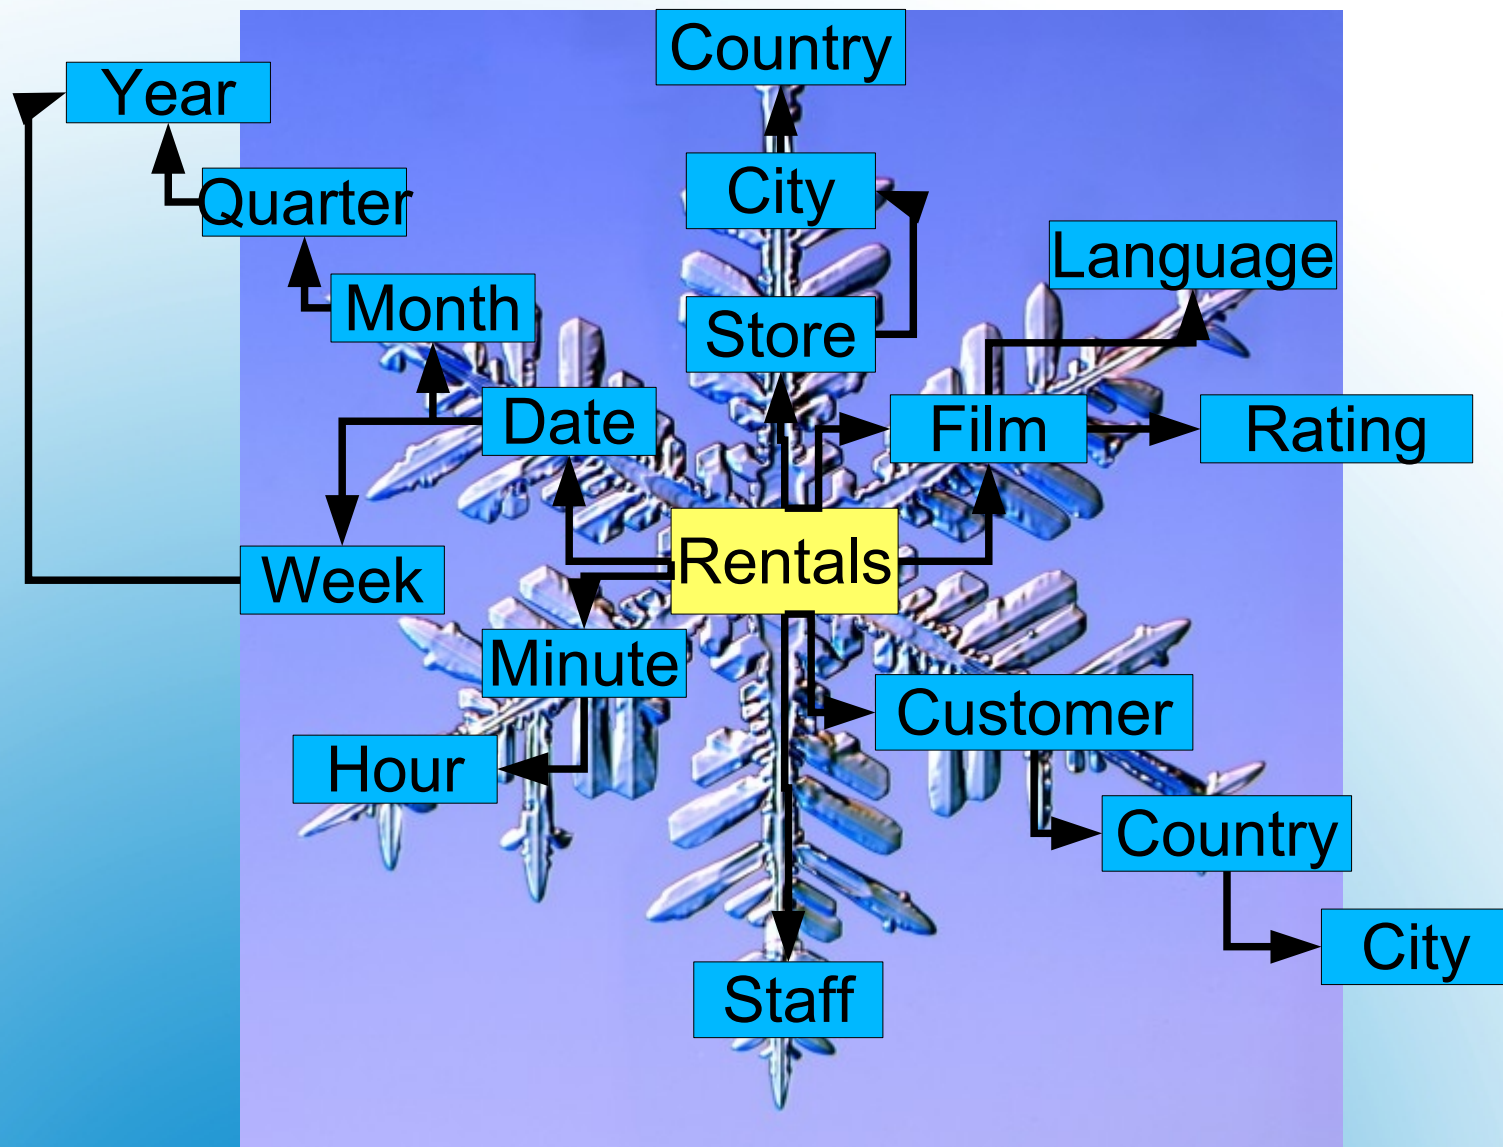 Country
Year
City
Quarter
Language
Month
Store
Date
Film
Rating
Rentals
Week
Minute
Customer
Hour
Country
City
Staff